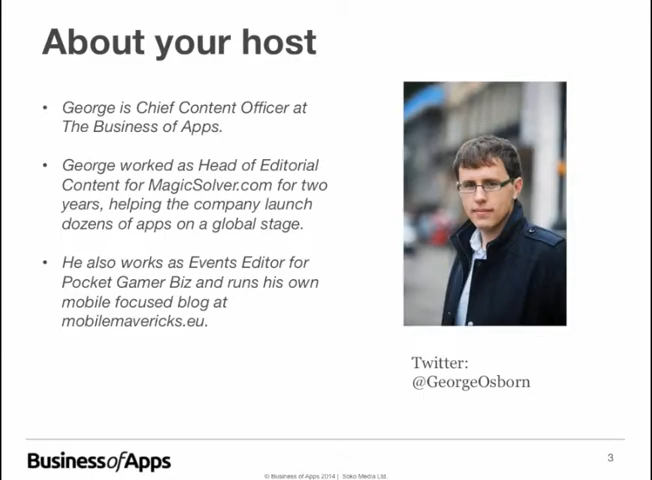 About your host
• George is Chief Content Officer at
The Business of Apps.
• George worked as Head of Editorial
Content for MagicSolver.com for two
years, helping the company launch
dozens of apps on a global stage.
• He also works as Events Editor for
Pocket Gamer Biz and runs his own
mobile focused blog at
mobilemavericks.eu.
Twitter:
@GeorgeOsborn
BusinessofApps
3
© Business of Apps 2014 | Soko Media Ltd.